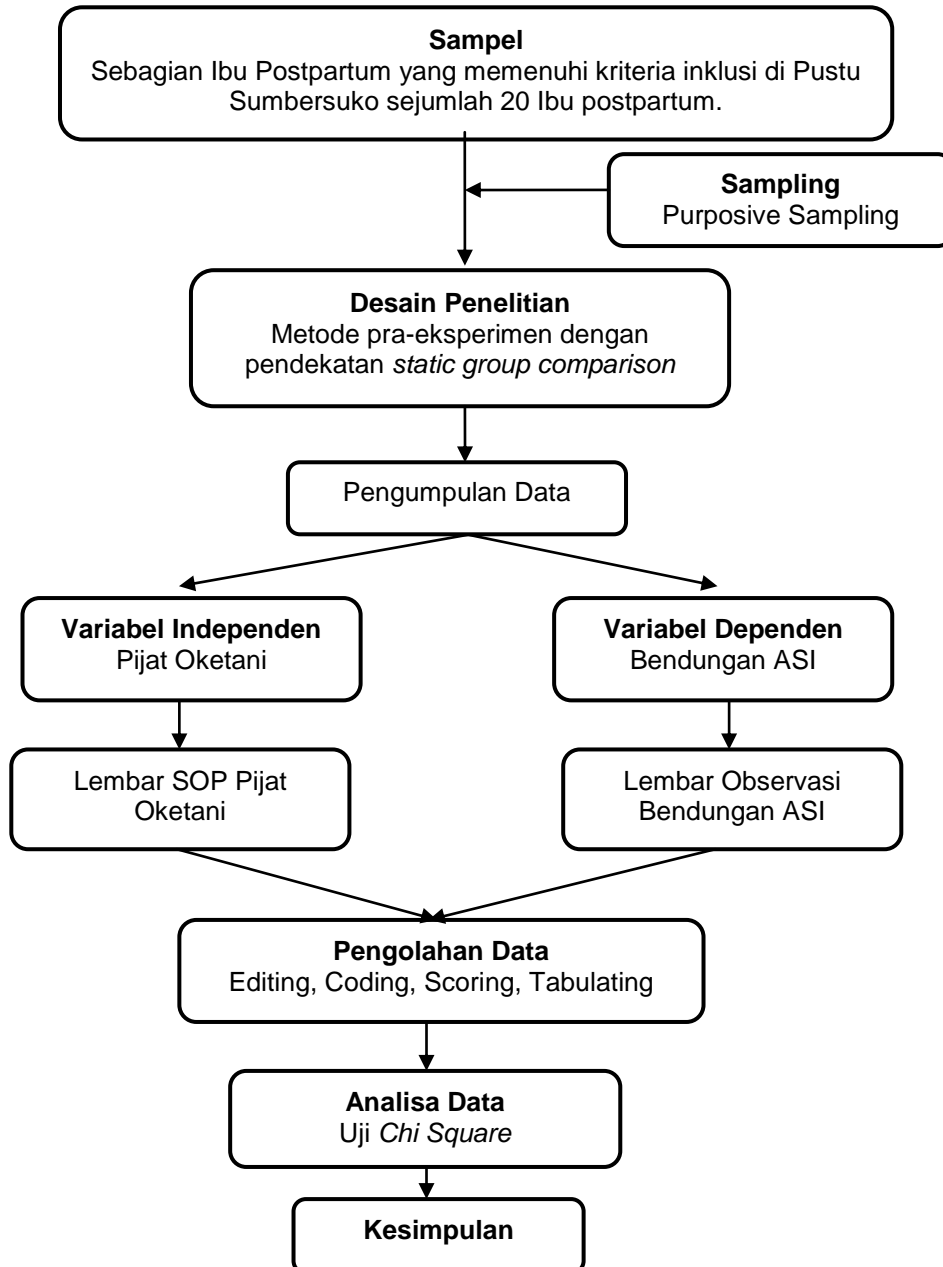 Sampel
Sebagian Ibu Postpartum yang memenuhi kriteria inklusi di Pustu
Sumbersuko sejumlah 20 Ibu postpartum.
Sampling
Purposive Sampling
Desain Penelitian
Metode pra-eksperimen dengan
pendekatan static group comparison
Pengumpulan Data
Variabel Independen
Pijat Oketani
Variabel Dependen
Bendungan ASI
Lembar SOP Pijat
Oketani
Lembar Observasi
Bendungan ASI
Pengolahan Data
Editing, Coding, Scoring, Tabulating
Analisa Data
Uji Chi Square
Kesimpulan